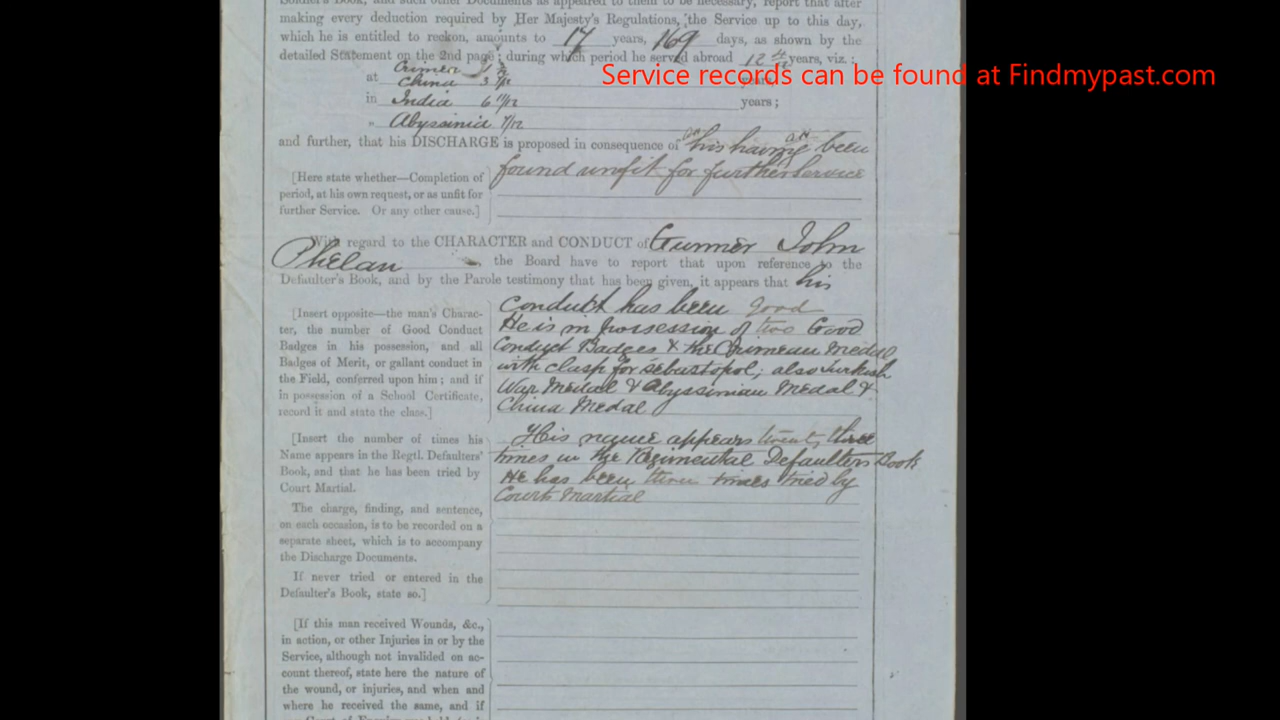 Soldier's Book, and such other Documents as appeared to them to be necessary, report that after
making every deduction required by Her Majesty's Regulations, the Service up to this day,
which he is entitled to reckon, amounts to 17 years, 169 days, as shown by the
detailed Statement on the 2nd page; during which period he served abroad 12 years, viz.:
Service records can be found at Findmypast.com
Crimea
at China 3 years,
in India 6 11/12 years;
„ Abyssinia 7/12
and further, that his DISCHARGE is proposed in consequence of his having been
found unfit for further Service
[Here state whether—Completion of
period, at his own request, or as unfit for
further Service. Or any other cause.]
With regard to the CHARACTER and CONDUCT of Gunner John
Phelan, the Board have to report that upon reference to the
Defaulter's Book, and by the Parole testimony that has been given, it appears that his
Conduct has been good
He is in possession of two Good
Conduct Badges & the Crimean Medal
with clasp for Sebastopol; also Turkish
War Medal & Abyssinian Medal &
China Medal
[Insert opposite—the man's Charac-
ter, the number of Good Conduct
Badges in his possession, and all
Badges of Merit, or gallant conduct in
the Field, conferred upon him; and if
in possession of a School Certificate,
record it and state the class.]
His name appears twenty three
times in the Regimental Defaulters Book
He has been three times tried by
Courts Martial
[Insert the number of times his
Name appears in the Regtl. Defaulters'
Book, and that he has been tried by
Court Martial.
The charge, finding, and sentence,
on each occasion, is to be recorded on a
separate sheet, which is to accompany
the Discharge Documents.
If never tried or entered in the
Defaulter's Book, state so.]
[If this man received Wounds, &c.,
in action, or other Injuries in or by the
Service, although not invalided on ac-
count thereof, state here the nature of
the wound, or injuries, and when and
where he received the same, and if